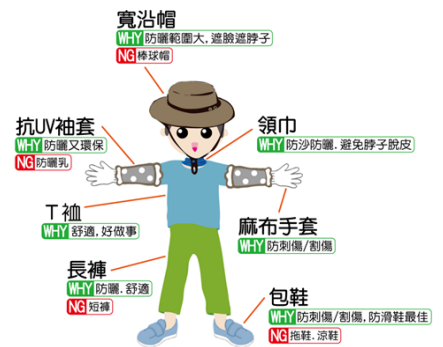 寬沿帽
WHY 防曬範圍大, 遮臉遮脖子
NG 棒球帽
抗UV袖套
WHY 防曬又環保
NG 防曬乳
領巾
WHY 防沙防曬. 避免脖子脫皮
T裇
WHY 舒適, 好做事
麻布手套
WHY 防刺傷/割傷
長褲
WHY 防曬. 舒適
NG 短褲
包鞋
WHY 防刺傷/割傷, 防滑鞋最佳
NG 拖鞋. 涼鞋